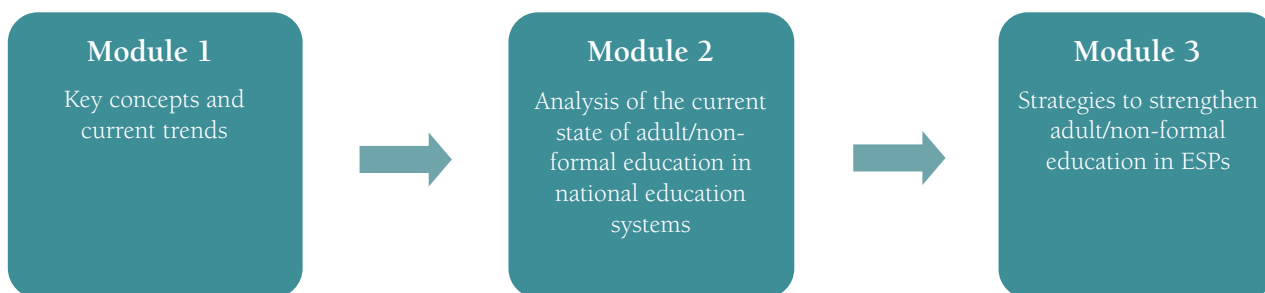 Module 1
Key concepts and
current trends
Module 2
Analysis of the current
state of adult/non-
formal education in
national education
systems
Module 3
Strategies to strengthen
adult/non-formal
education in ESPs